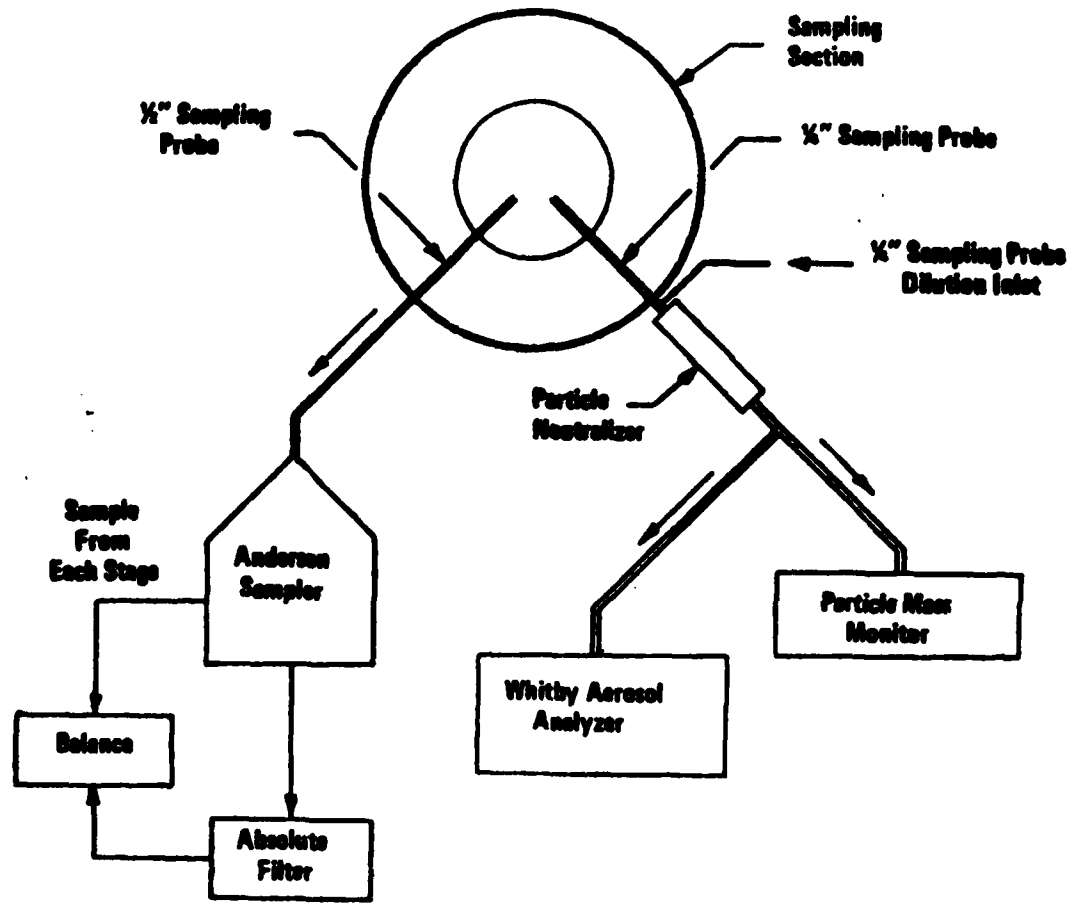 Sampling
Section
½" Sampling
Probe
¼" Sampling Probe
¼" Sampling Probe
Dilution Inlet
Particle
Neutralizer
Sample
From
Each Stage
Anderson
Sampler
Particle Mass
Monitor
Whitby Aerosol
Analyzer
Balance
Absolute
Filter